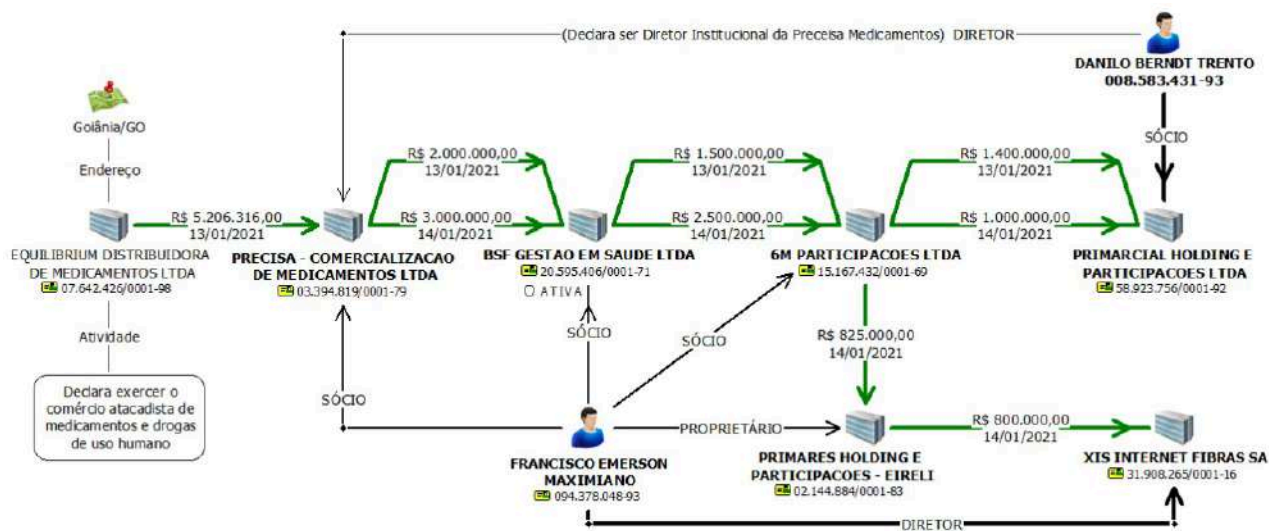 (Declara ser Diretor Institucional da Preceisa Medicamentos) DIRETOR
DANILO BERNDT TRENTO
008.583.431-93
Goiânia/GO
Endereço
SÓCIO
R$ 2.000.000,00
13/01/2021
R$ 1.500.000,00
13/01/2021
R$ 1.400.000,00
13/01/2021
R$ 5.206.316,00
13/01/2021
R$ 3.000.000,00
14/01/2021
R$ 2.500.000,00
14/01/2021
R$ 1.000.000,00
14/01/2021
EQUILIBRIUM DISTRIBUIDORA
DE MEDICAMENTOS LTDA
07.642.426/0001-98
PRECISA - COMERCIALIZACAO
DE MEDICAMENTOS LTDA
03.394.819/0001-79
BSF GESTAO EM SAUDE LTDA
20.595.406/0001-71
ATIVA
6M PARTICIPACOES LTDA
15.167.432/0001-69
PRIMARCIAL HOLDING E
PARTICIPACOES LTDA
58.923.756/0001-92
Atividade
SÓCIO
SÓCIO
SÓCIO
R$ 825.000,00
14/01/2021
Declara exercer o
comércio atacadista de
medicamentos e drogas
de uso humano
PROPRIETÁRIO
R$ 800.000,00
14/01/2021
FRANCISCO EMERSON
MAXIMIANO
094.378.048-93
PRIMARES HOLDING E
PARTICIPACOES - EIRELI
02.144.884/0001-83
XIS INTERNET FIBRAS SA
31.908.265/0001-16
DIRETOR